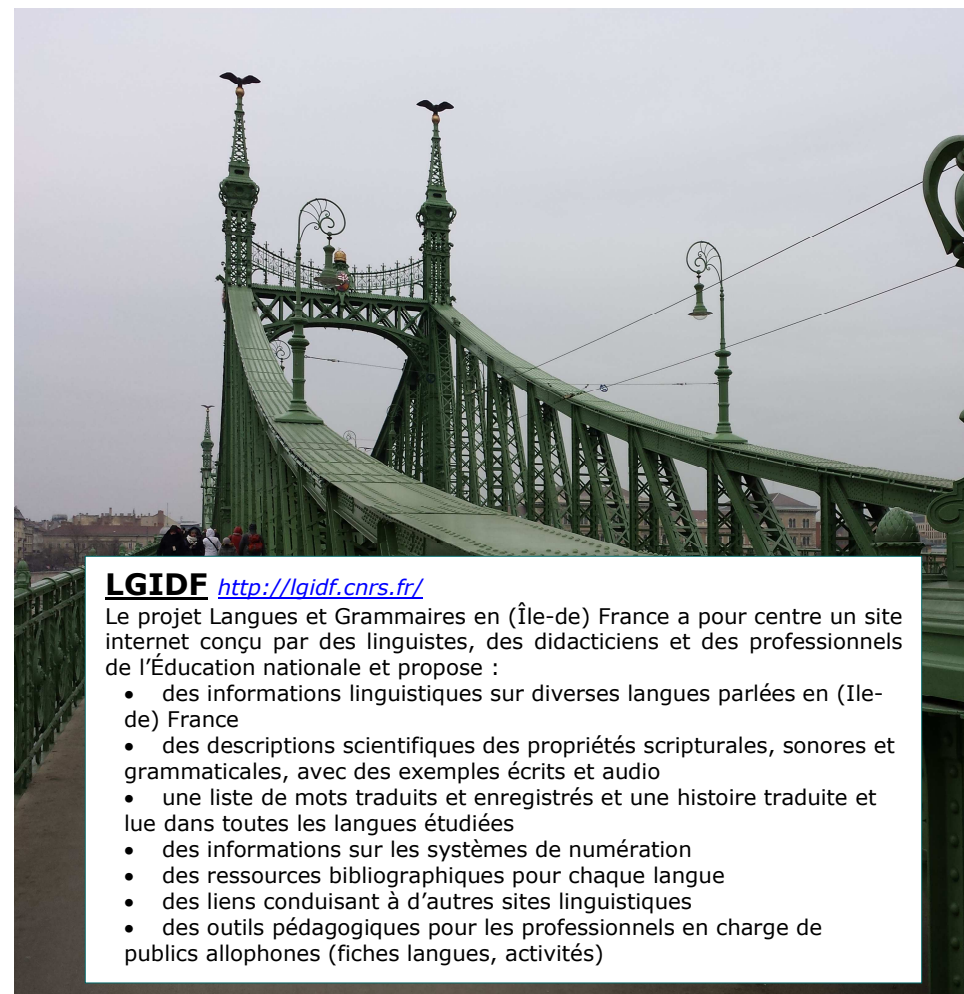 LGIDF http://lgidf.cnrs.fr/
Le projet Langues et Grammaires en (Île-de) France a pour centre un site
internet conçu par des linguistes, des didacticiens et des professionnels
de l’Éducation nationale et propose :
• des informations linguistiques sur diverses langues parlées en (Ile-
de) France
• des descriptions scientifiques des propriétés scripturales, sonores et
grammaticales, avec des exemples écrits et audio
• une liste de mots traduits et enregistrés et une histoire traduite et
lue dans toutes les langues étudiées
• des informations sur les systèmes de numération
• des ressources bibliographiques pour chaque langue
• des liens conduisant à d’autres sites linguistiques
• des outils pédagogiques pour les professionnels en charge de
publics allophones (fiches langues, activités)